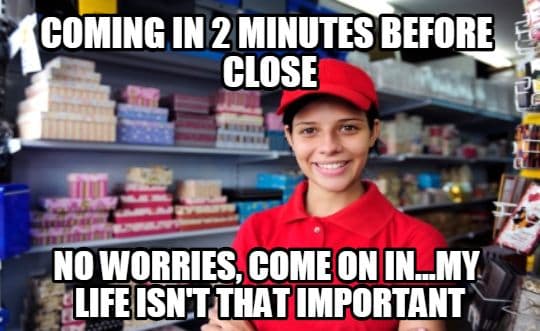 COMING IN 2 MINUTES BEFORE
CLOSE
NO WORRIES, COME ON IN...MY
LIFE ISN'T THAT IMPORTANT